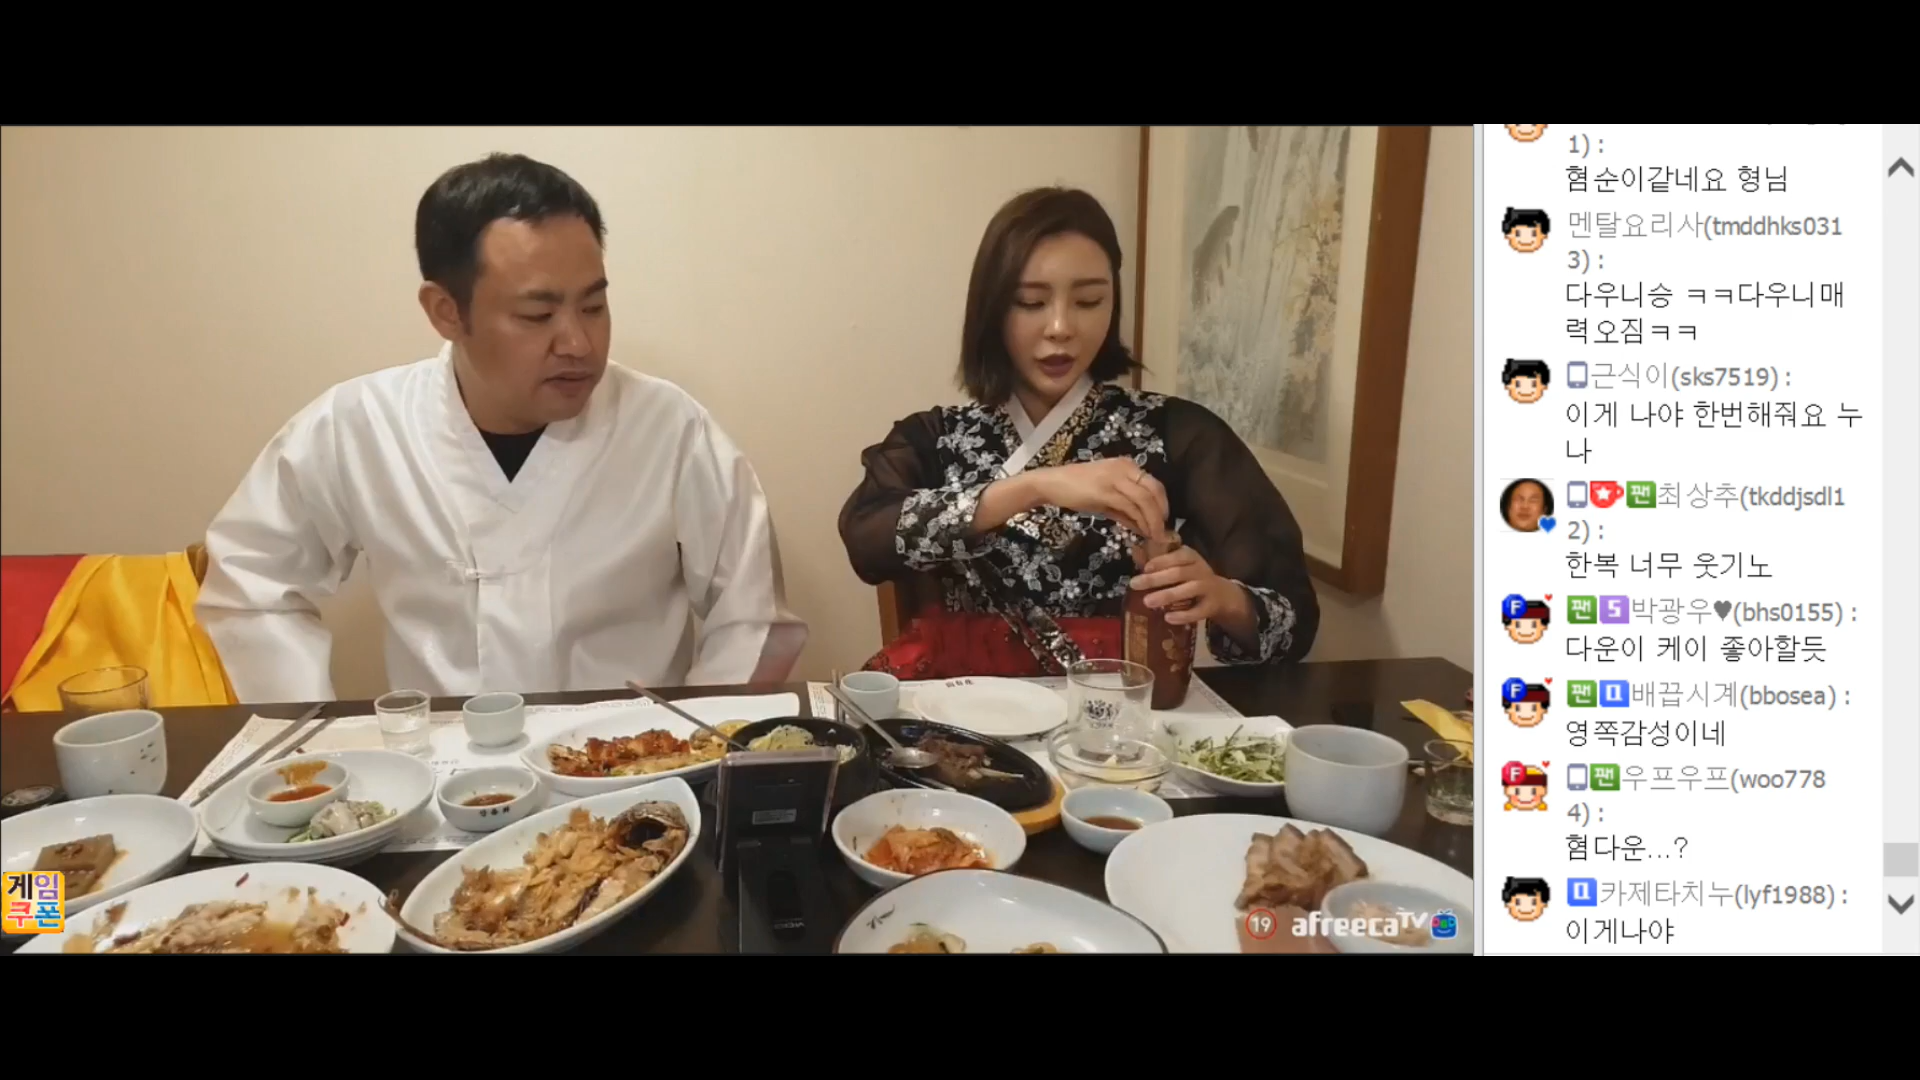 1) :
혐순이같네요 형님
멘탈요리사(tmddhks031
3) :
다우니승 ㅋㅋ다우니매
력오짐ㅋㅋ
근식이(sks7519) :
이게 나야 한번해줘요 누
나
팬 최상추(tkddjsdl1
2) :
한복 너무 웃기노
F 팬 S 박광우♥(bhs0155) :
다운이 케이 좋아할듯
F 팬 배꼽시계(bbosea) :
영쪽감성이네
F 팬 우프우프(woo778
4) :
혐다운...?
카제타치누(lyf1988) :
이게나야
게임
쿠폰
19 afreecaTV